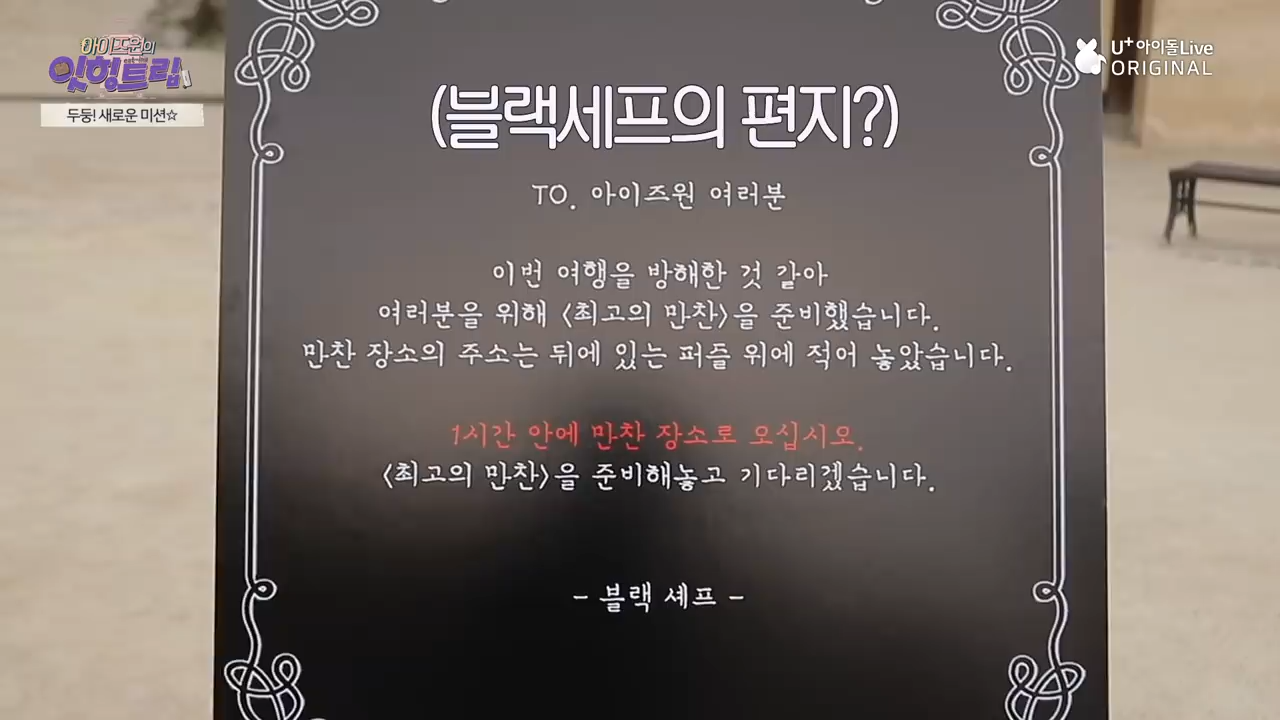 아이즈원의
잇힝트립
두둥! 새로운 미션☆
U+아이돌Live
ORIGINAL
(블랙셰프의 편지?)
TO. 아이즈원 여러분
이번 여행을 방해한 것 같아
여러분을 위해 <최고의 만찬>을 준비했습니다.
만찬 장소의 주소는 뒤에 있는 퍼즐 위에 적어 놓았습니다.
1시간 안에 만찬 장소로 오십시오.
<최고의 만찬>을 준비해놓고 기다리겠습니다.
- 블랙 셰프 -